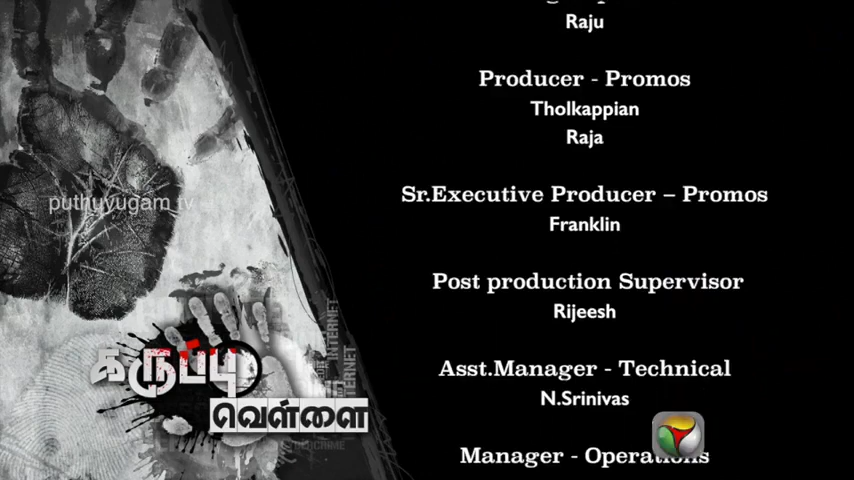 Raju
Producer - Promos
Tholkappian
Raja
Sr.Executive Producer – Promos
Franklin
Post production Supervisor
Rijeesh
Asst.Manager - Technical
N.Srinivas
Manager - Operations
puthuyugam tv
கருப்பு
வெள்ளை
INTERNET